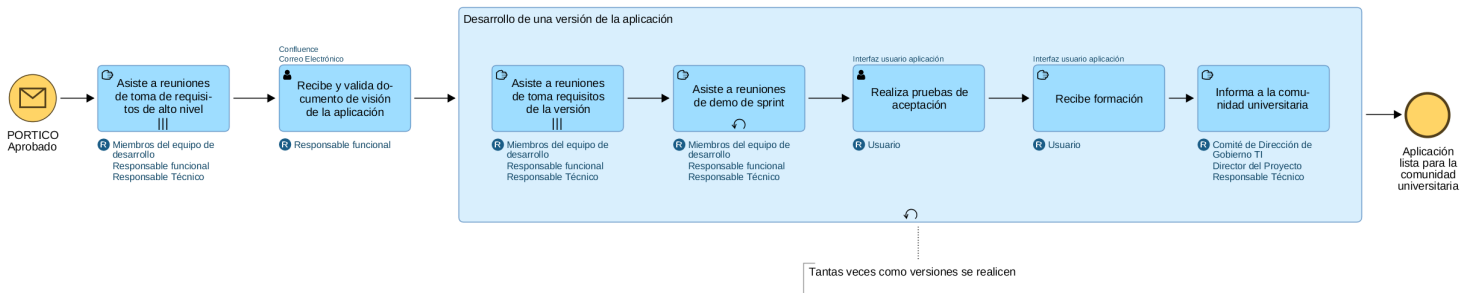 Desarrollo de una versión de la aplicación
PORTICO
Aprobado
Asiste a reuniones
de toma de requisi-
tos de alto nivel
R Miembros del equipo de
desarrollo
Responsable funcional
Responsable Técnico
Confluence
Correo Electrónico
Recibe y valida do-
cumento de visión
de la aplicación
R Responsable funcional
Asiste a reuniones
de toma requisitos
de la versión
R Miembros del equipo de
desarrollo
Responsable funcional
Responsable Técnico
Asiste a reuniones
de demo de sprint
R Miembros del equipo de
desarrollo
Responsable funcional
Responsable Técnico
Interfaz usuario aplicación
Realiza pruebas de
aceptación
R Usuario
Interfaz usuario aplicación
Recibe formación
R Usuario
Informa a la comu-
nidad universitaria
R Comité de Dirección de
Gobierno TI
Director del Proyecto
Responsable Técnico
Aplicación
lista para la
comunidad
universitaria
Tantas veces como versiones se realicen